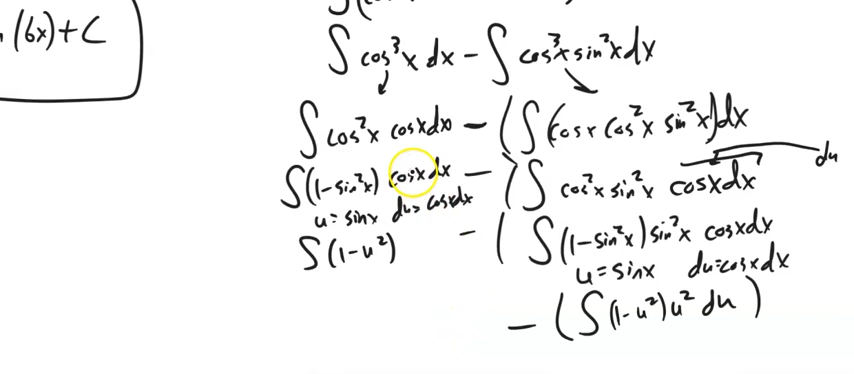 (6x) + C
∫ cos³x dx − ∫ cos³x sin²x dx
∫ cos²x cosx dx − (∫ (cosx cos²x sin²x) dx
du
∫ (1−sin²x) cosx dx − (∫ cos²x sin²x cosx dx
u = sinx du = cosx dx
∫ (1−u²) − (∫ (1−sin²x) sin²x cosx dx
u = sinx du = cosx dx
− (∫ (1−u²)u² du)